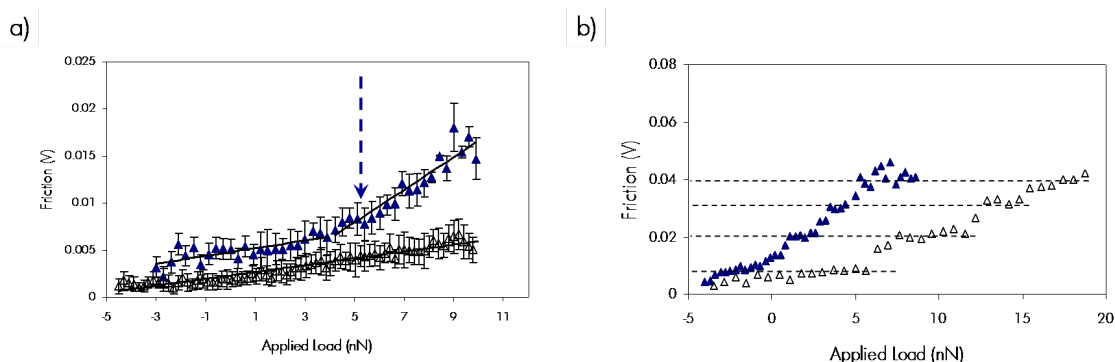 a)
0.025
0.02
0.015
0.01
0.005
0
Friction (V)
-5 -3 -1 1 3 5 7 9 11
Applied Load (nN)
b)
0.08
0.06
0.04
0.02
0
Friction (V)
-5 0 5 10 15 20
Applied Load (nN)